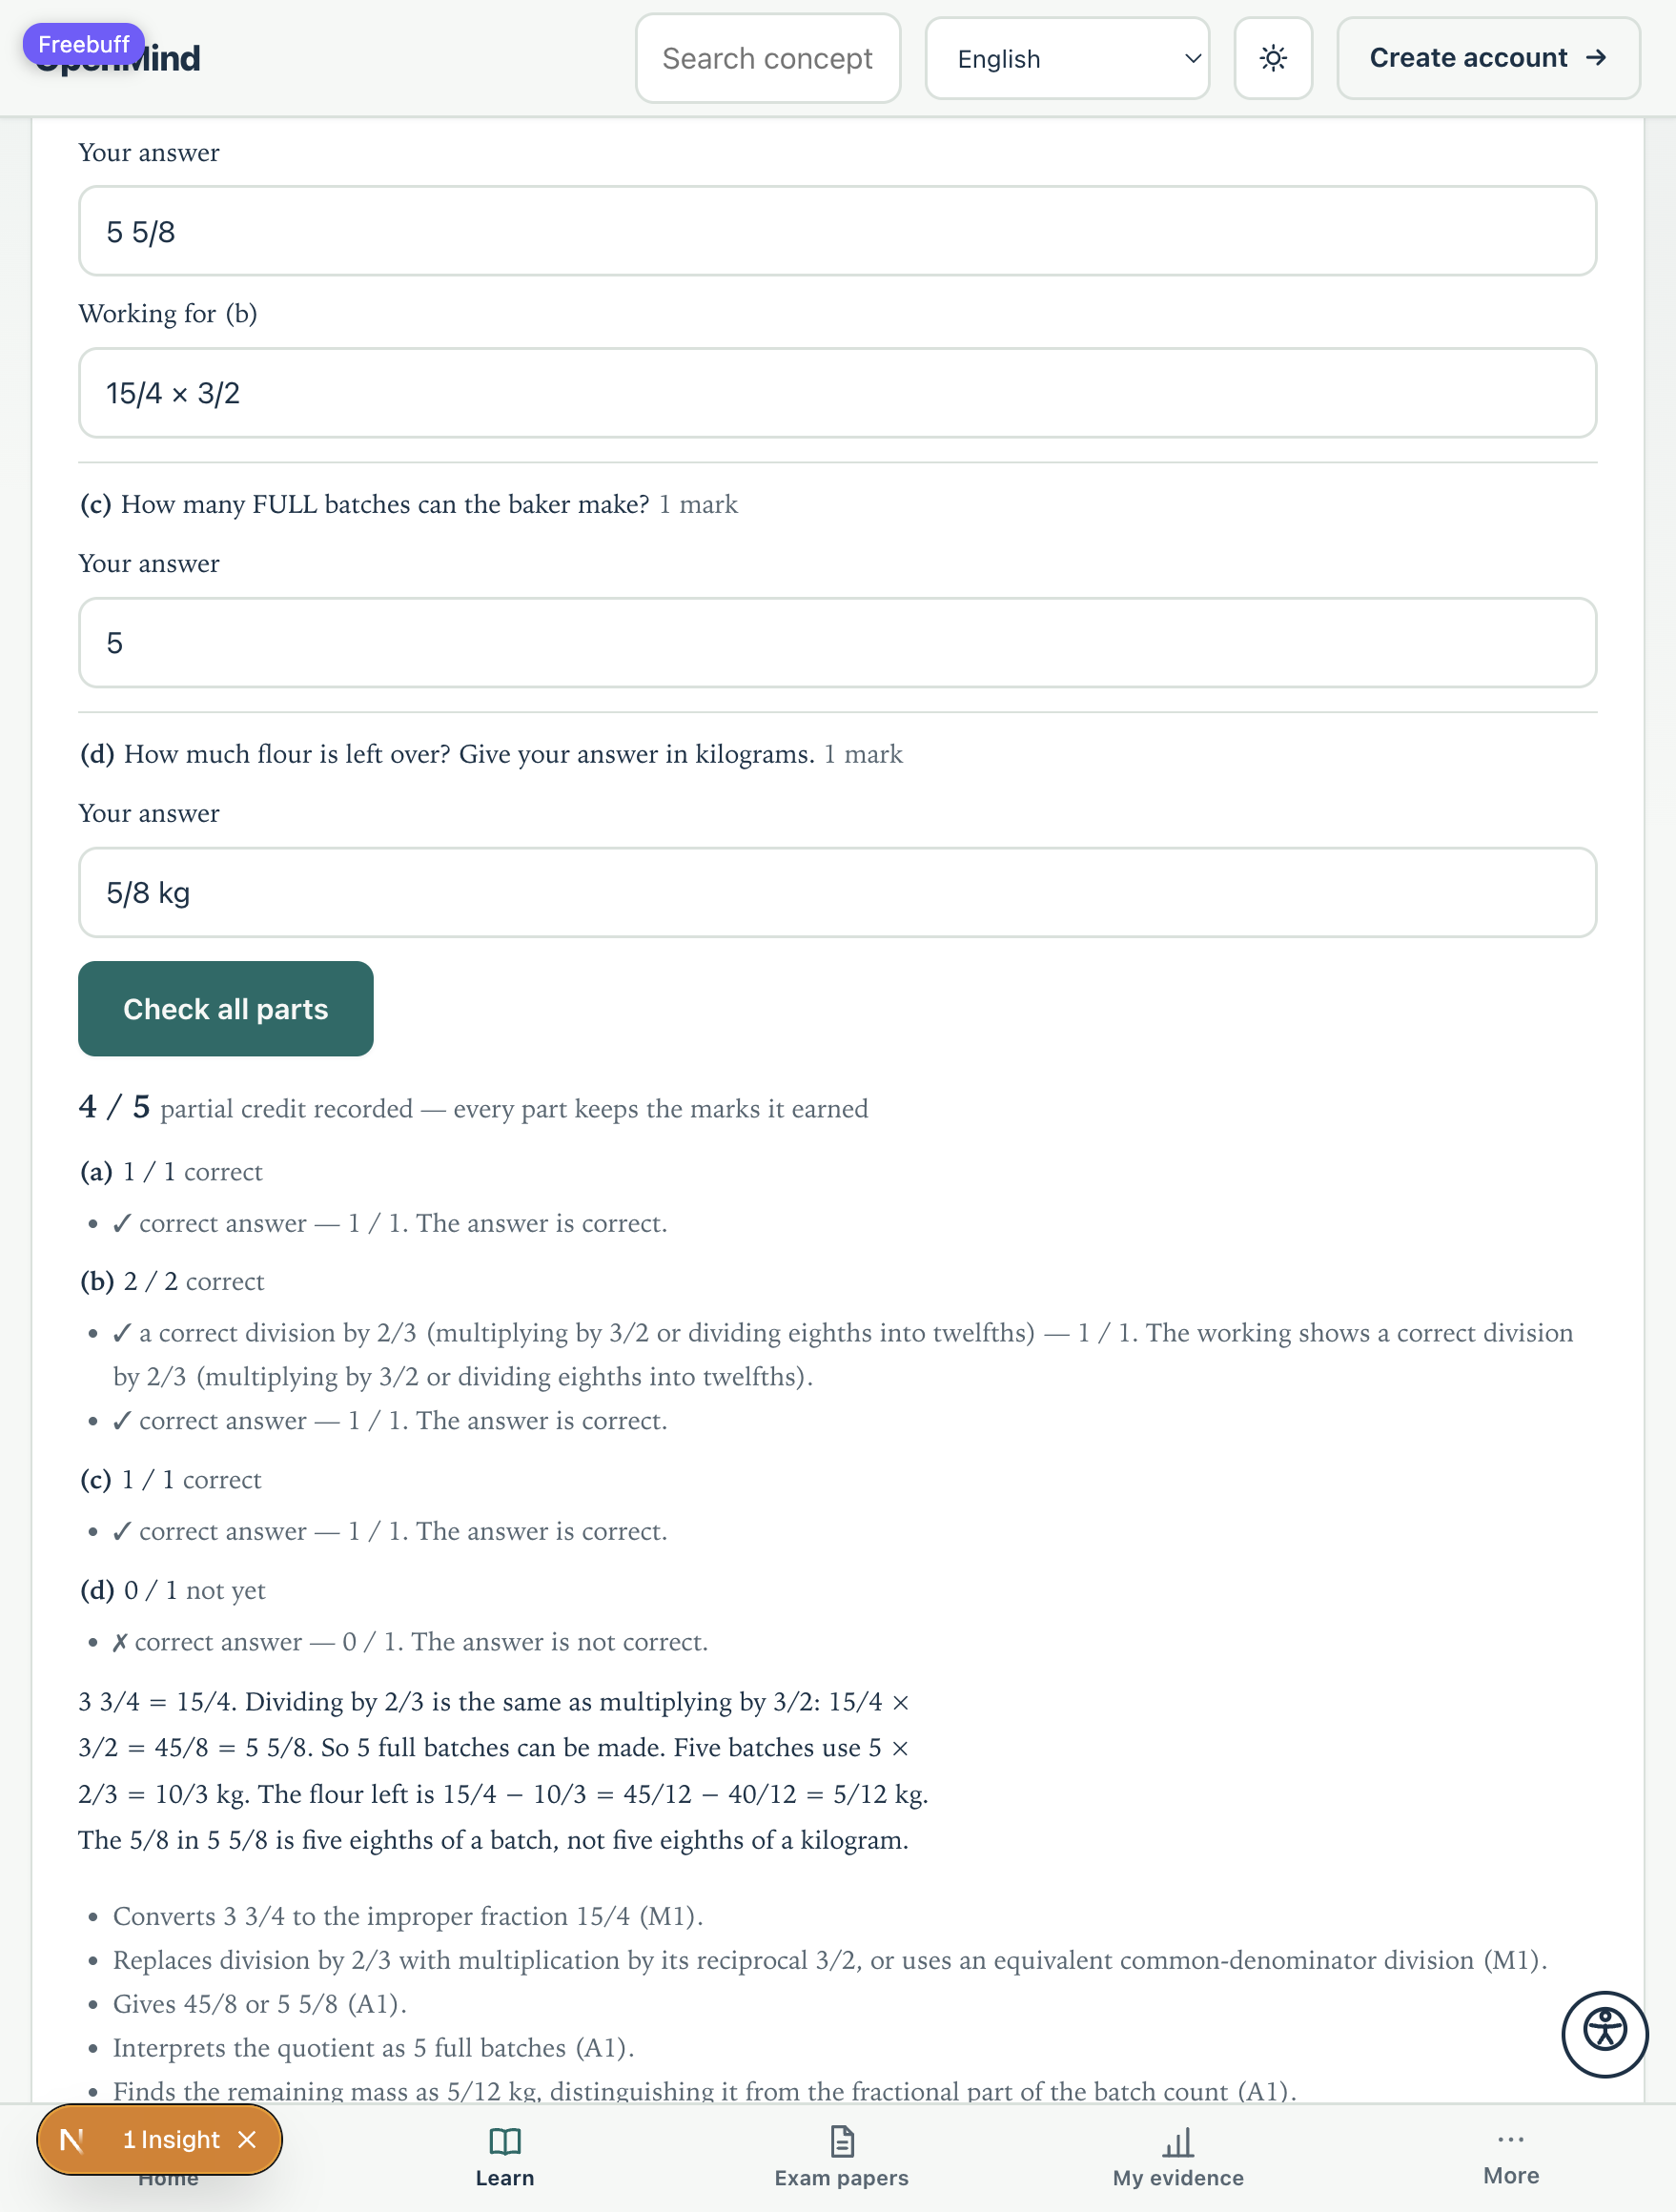 Freebuff
OpenMind
Search concept
English
Create account →
Your answer
5 5/8
Working for (b)
15/4 × 3/2
(c) How many FULL batches can the baker make? 1 mark
Your answer
5
(d) How much flour is left over? Give your answer in kilograms. 1 mark
Your answer
5/8 kg
Check all parts
4 / 5 partial credit recorded — every part keeps the marks it earned
(a) 1 / 1 correct
• ✓ correct answer — 1 / 1. The answer is correct.
(b) 2 / 2 correct
• ✓ a correct division by 2/3 (multiplying by 3/2 or dividing eighths into twelfths) — 1 / 1. The working shows a correct division
by 2/3 (multiplying by 3/2 or dividing eighths into twelfths).
• ✓ correct answer — 1 / 1. The answer is correct.
(c) 1 / 1 correct
• ✓ correct answer — 1 / 1. The answer is correct.
(d) 0 / 1 not yet
• ✗ correct answer — 0 / 1. The answer is not correct.
3 3/4 = 15/4. Dividing by 2/3 is the same as multiplying by 3/2: 15/4 ×
3/2 = 45/8 = 5 5/8. So 5 full batches can be made. Five batches use 5 ×
2/3 = 10/3 kg. The flour left is 15/4 − 10/3 = 45/12 − 40/12 = 5/12 kg.
The 5/8 in 5 5/8 is five eighths of a batch, not five eighths of a kilogram.
• Converts 3 3/4 to the improper fraction 15/4 (M1).
• Replaces division by 2/3 with multiplication by its reciprocal 3/2, or uses an equivalent common-denominator division (M1).
• Gives 45/8 or 5 5/8 (A1).
• Interprets the quotient as 5 full batches (A1).
• Finds the remaining mass as 5/12 kg, distinguishing it from the fractional part of the batch count (A1).
N 1 Insight ×
Home
Learn
Exam papers
My evidence
More